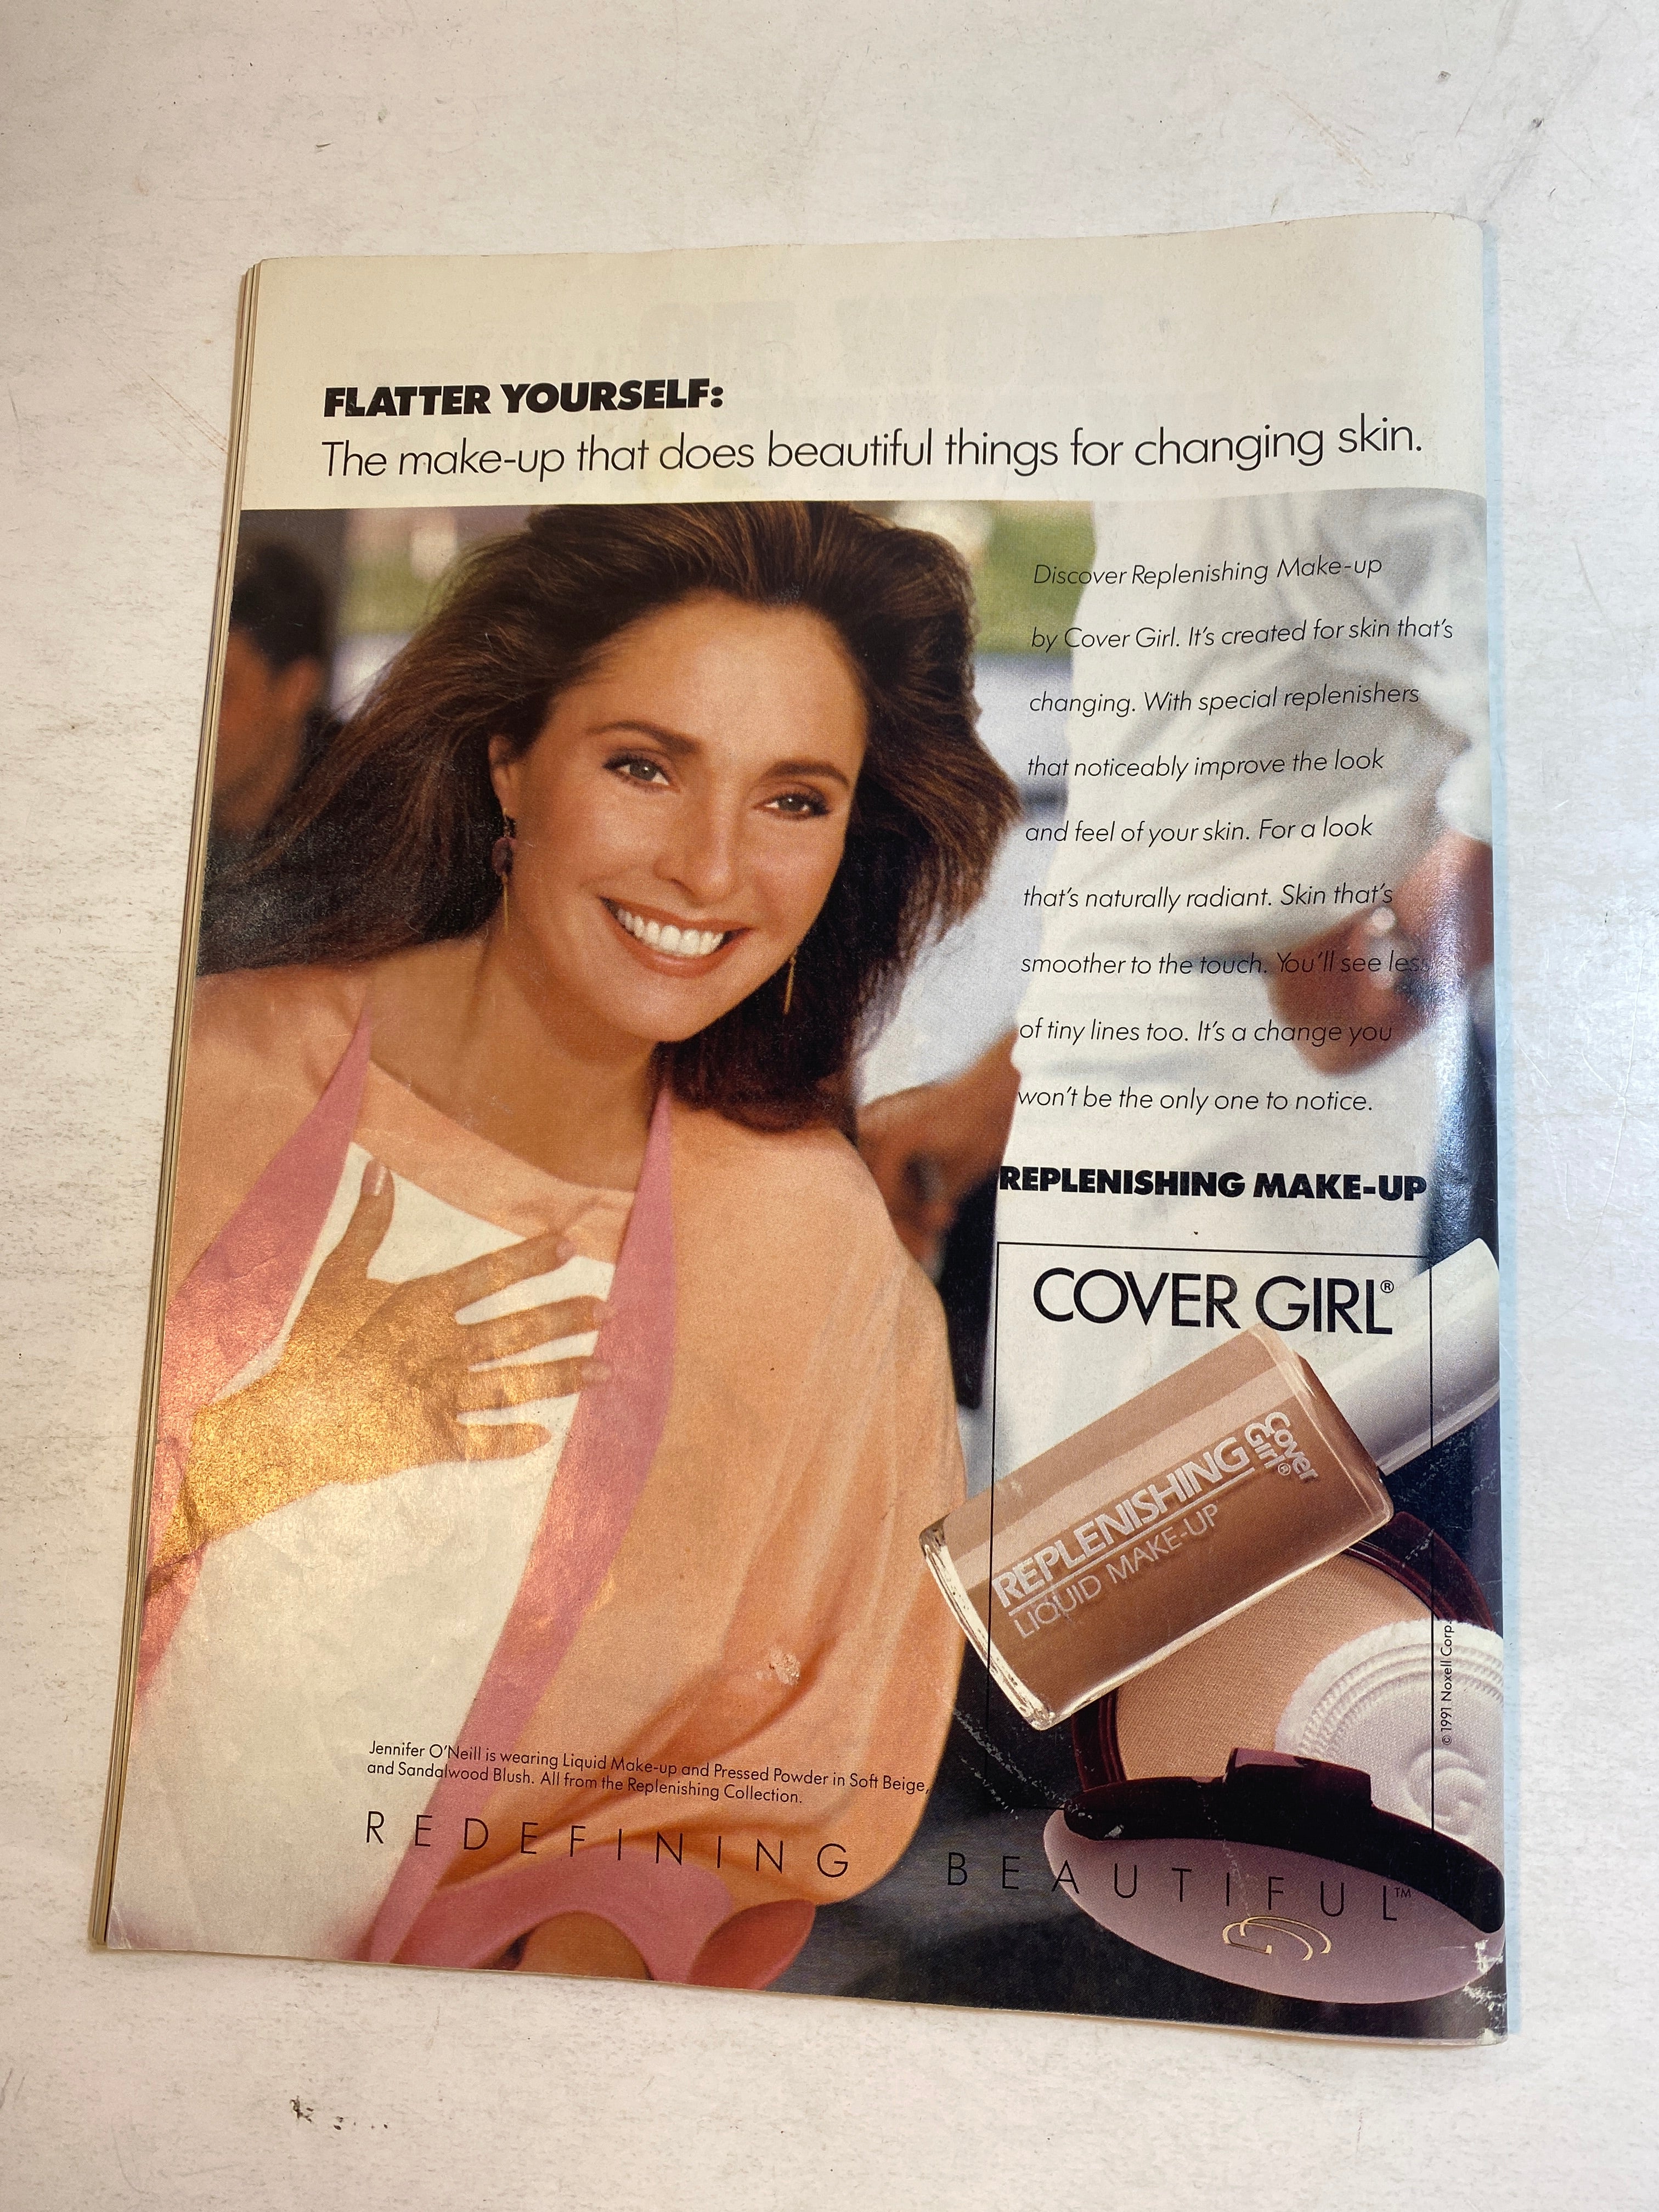 FLATTER YOURSELF:
The make-up that does beautiful things for changing skin.
Discover Replenishing Make-up
by Cover Girl. It's created for skin that's
changing. With special replenishers
that noticeably improve the look
and feel of your skin. For a look
that's naturally radiant. Skin that's
smoother to the touch. You'll see less
of tiny lines too. It's a change you
won't be the only one to notice.
REPLENISHING MAKE-UP
COVER GIRL®
Cover
Girl®
REPLENISHING
LIQUID MAKE-UP
© 1991 Noxell Corp.
Jennifer O'Neill is wearing Liquid Make-up and Pressed Powder in Soft Beige,
and Sandalwood Blush. All from the Replenishing Collection.
REDEFINING BEAUTIFUL™